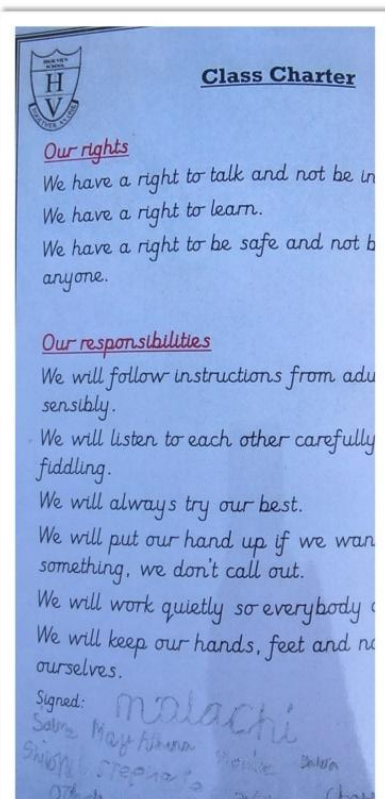 HV
Class Charter
Our rights
We have a right to talk and not be in
We have a right to learn.
We have a right to be safe and not b
anyone.
Our responsibilities
We will follow instructions from adu
sensibly.
We will listen to each other carefully
fiddling.
We will always try our best.
We will put our hand up if we wan
something, we don't call out.
We will work quietly so everybody
We will keep our hands, feet and no
ourselves.
Signed: malachi
May